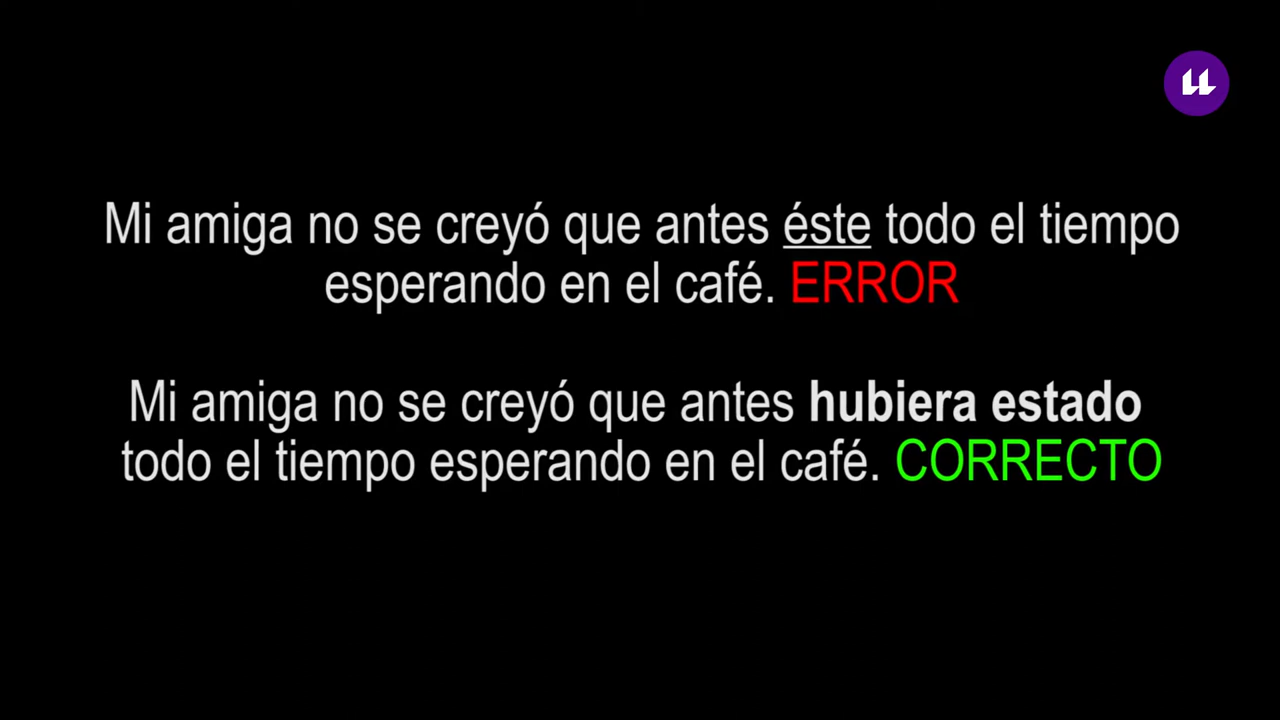 Mi amiga no se creyó que antes éste todo el tiempo
esperando en el café. ERROR
Mi amiga no se creyó que antes hubiera estado
todo el tiempo esperando en el café. CORRECTO